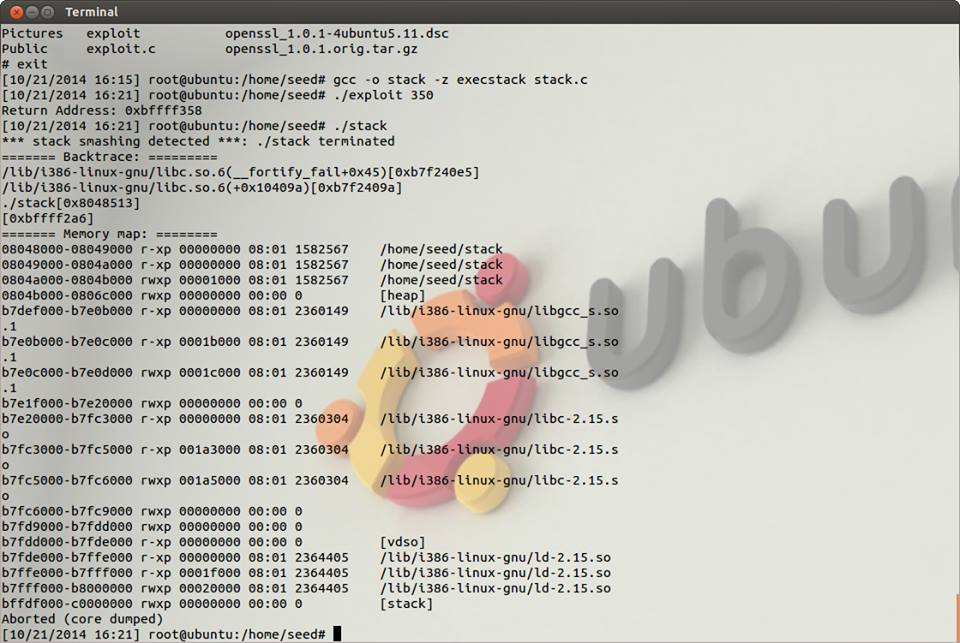 Terminal
Pictures   exploit           openssl_1.0.1-4ubuntu5.11.dsc
Public     exploit.c         openssl_1.0.1.orig.tar.gz
# exit
[10/21/2014 16:15] root@ubuntu:/home/seed# gcc -o stack -z execstack stack.c
[10/21/2014 16:21] root@ubuntu:/home/seed# ./exploit 350
Return Address: 0xbffff358
[10/21/2014 16:21] root@ubuntu:/home/seed# ./stack
*** stack smashing detected ***: ./stack terminated
======= Backtrace: =========
/lib/i386-linux-gnu/libc.so.6(__fortify_fail+0x45)[0xb7f240e5]
/lib/i386-linux-gnu/libc.so.6(+0x10409a)[0xb7f2409a]
./stack[0x8048513]
[0xbffff2a6]
======= Memory map: ========
08048000-08049000 r-xp 00000000 08:01 1582567    /home/seed/stack
08049000-0804a000 r-xp 00000000 08:01 1582567    /home/seed/stack
0804a000-0804b000 rwxp 00001000 08:01 1582567    /home/seed/stack
0804b000-0806c000 rwxp 00000000 00:00 0          [heap]
b7def000-b7e0b000 r-xp 00000000 08:01 2360149    /lib/i386-linux-gnu/libgcc_s.so
.1
b7e0b000-b7e0c000 r-xp 0001b000 08:01 2360149    /lib/i386-linux-gnu/libgcc_s.so
.1
b7e0c000-b7e0d000 rwxp 0001c000 08:01 2360149    /lib/i386-linux-gnu/libgcc_s.so
.1
b7e1f000-b7e20000 rwxp 00000000 00:00 0
b7e20000-b7fc3000 r-xp 00000000 08:01 2360304    /lib/i386-linux-gnu/libc-2.15.s
o
b7fc3000-b7fc5000 r-xp 001a3000 08:01 2360304    /lib/i386-linux-gnu/libc-2.15.s
o
b7fc5000-b7fc6000 rwxp 001a5000 08:01 2360304    /lib/i386-linux-gnu/libc-2.15.s
o
b7fc6000-b7fc9000 rwxp 00000000 00:00 0
b7fd9000-b7fdd000 rwxp 00000000 00:00 0
b7fdd000-b7fde000 r-xp 00000000 00:00 0          [vdso]
b7fde000-b7ffe000 r-xp 00000000 08:01 2364405    /lib/i386-linux-gnu/ld-2.15.so
b7ffe000-b7fff000 r-xp 0001f000 08:01 2364405    /lib/i386-linux-gnu/ld-2.15.so
b7fff000-b8000000 rwxp 00020000 08:01 2364405    /lib/i386-linux-gnu/ld-2.15.so
bffdf000-c0000000 rwxp 00000000 00:00 0          [stack]
Aborted (core dumped)
[10/21/2014 16:21] root@ubuntu:/home/seed#
ubu